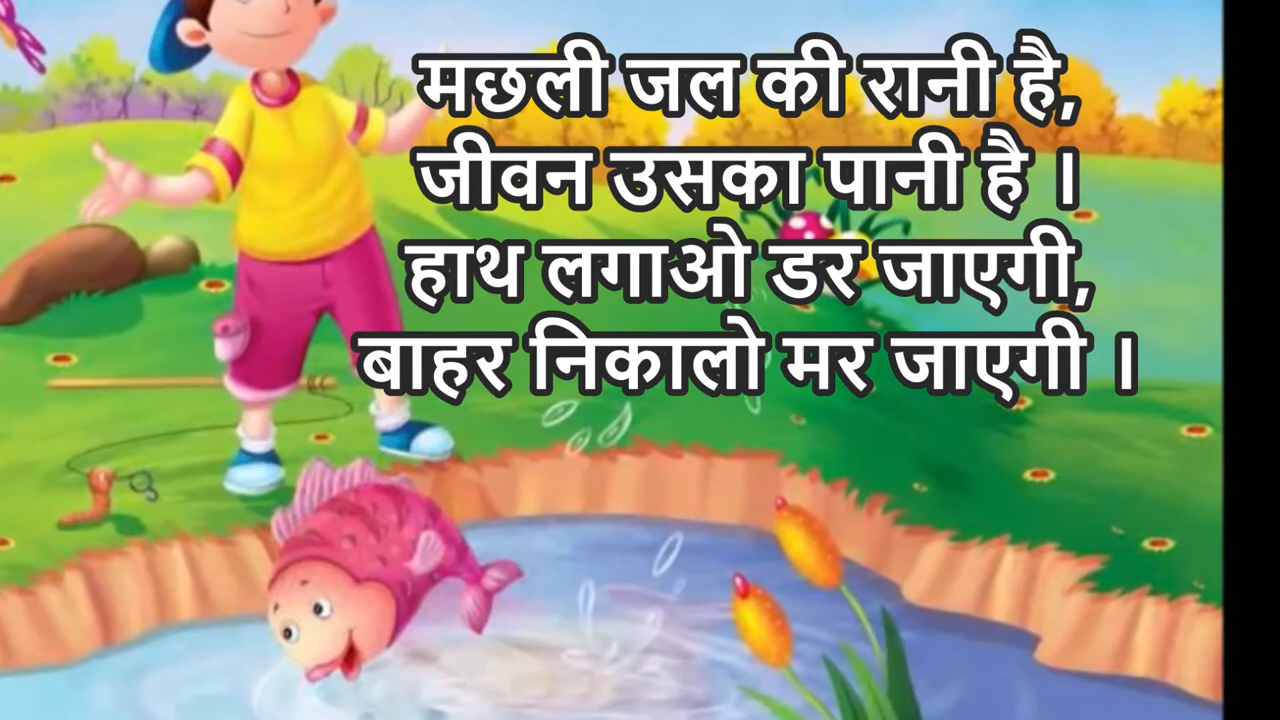 मछली जल की रानी है,
जीवन उसका पानी है ।
हाथ लगाओ डर जाएगी,
बाहर निकालो मर जाएगी ।